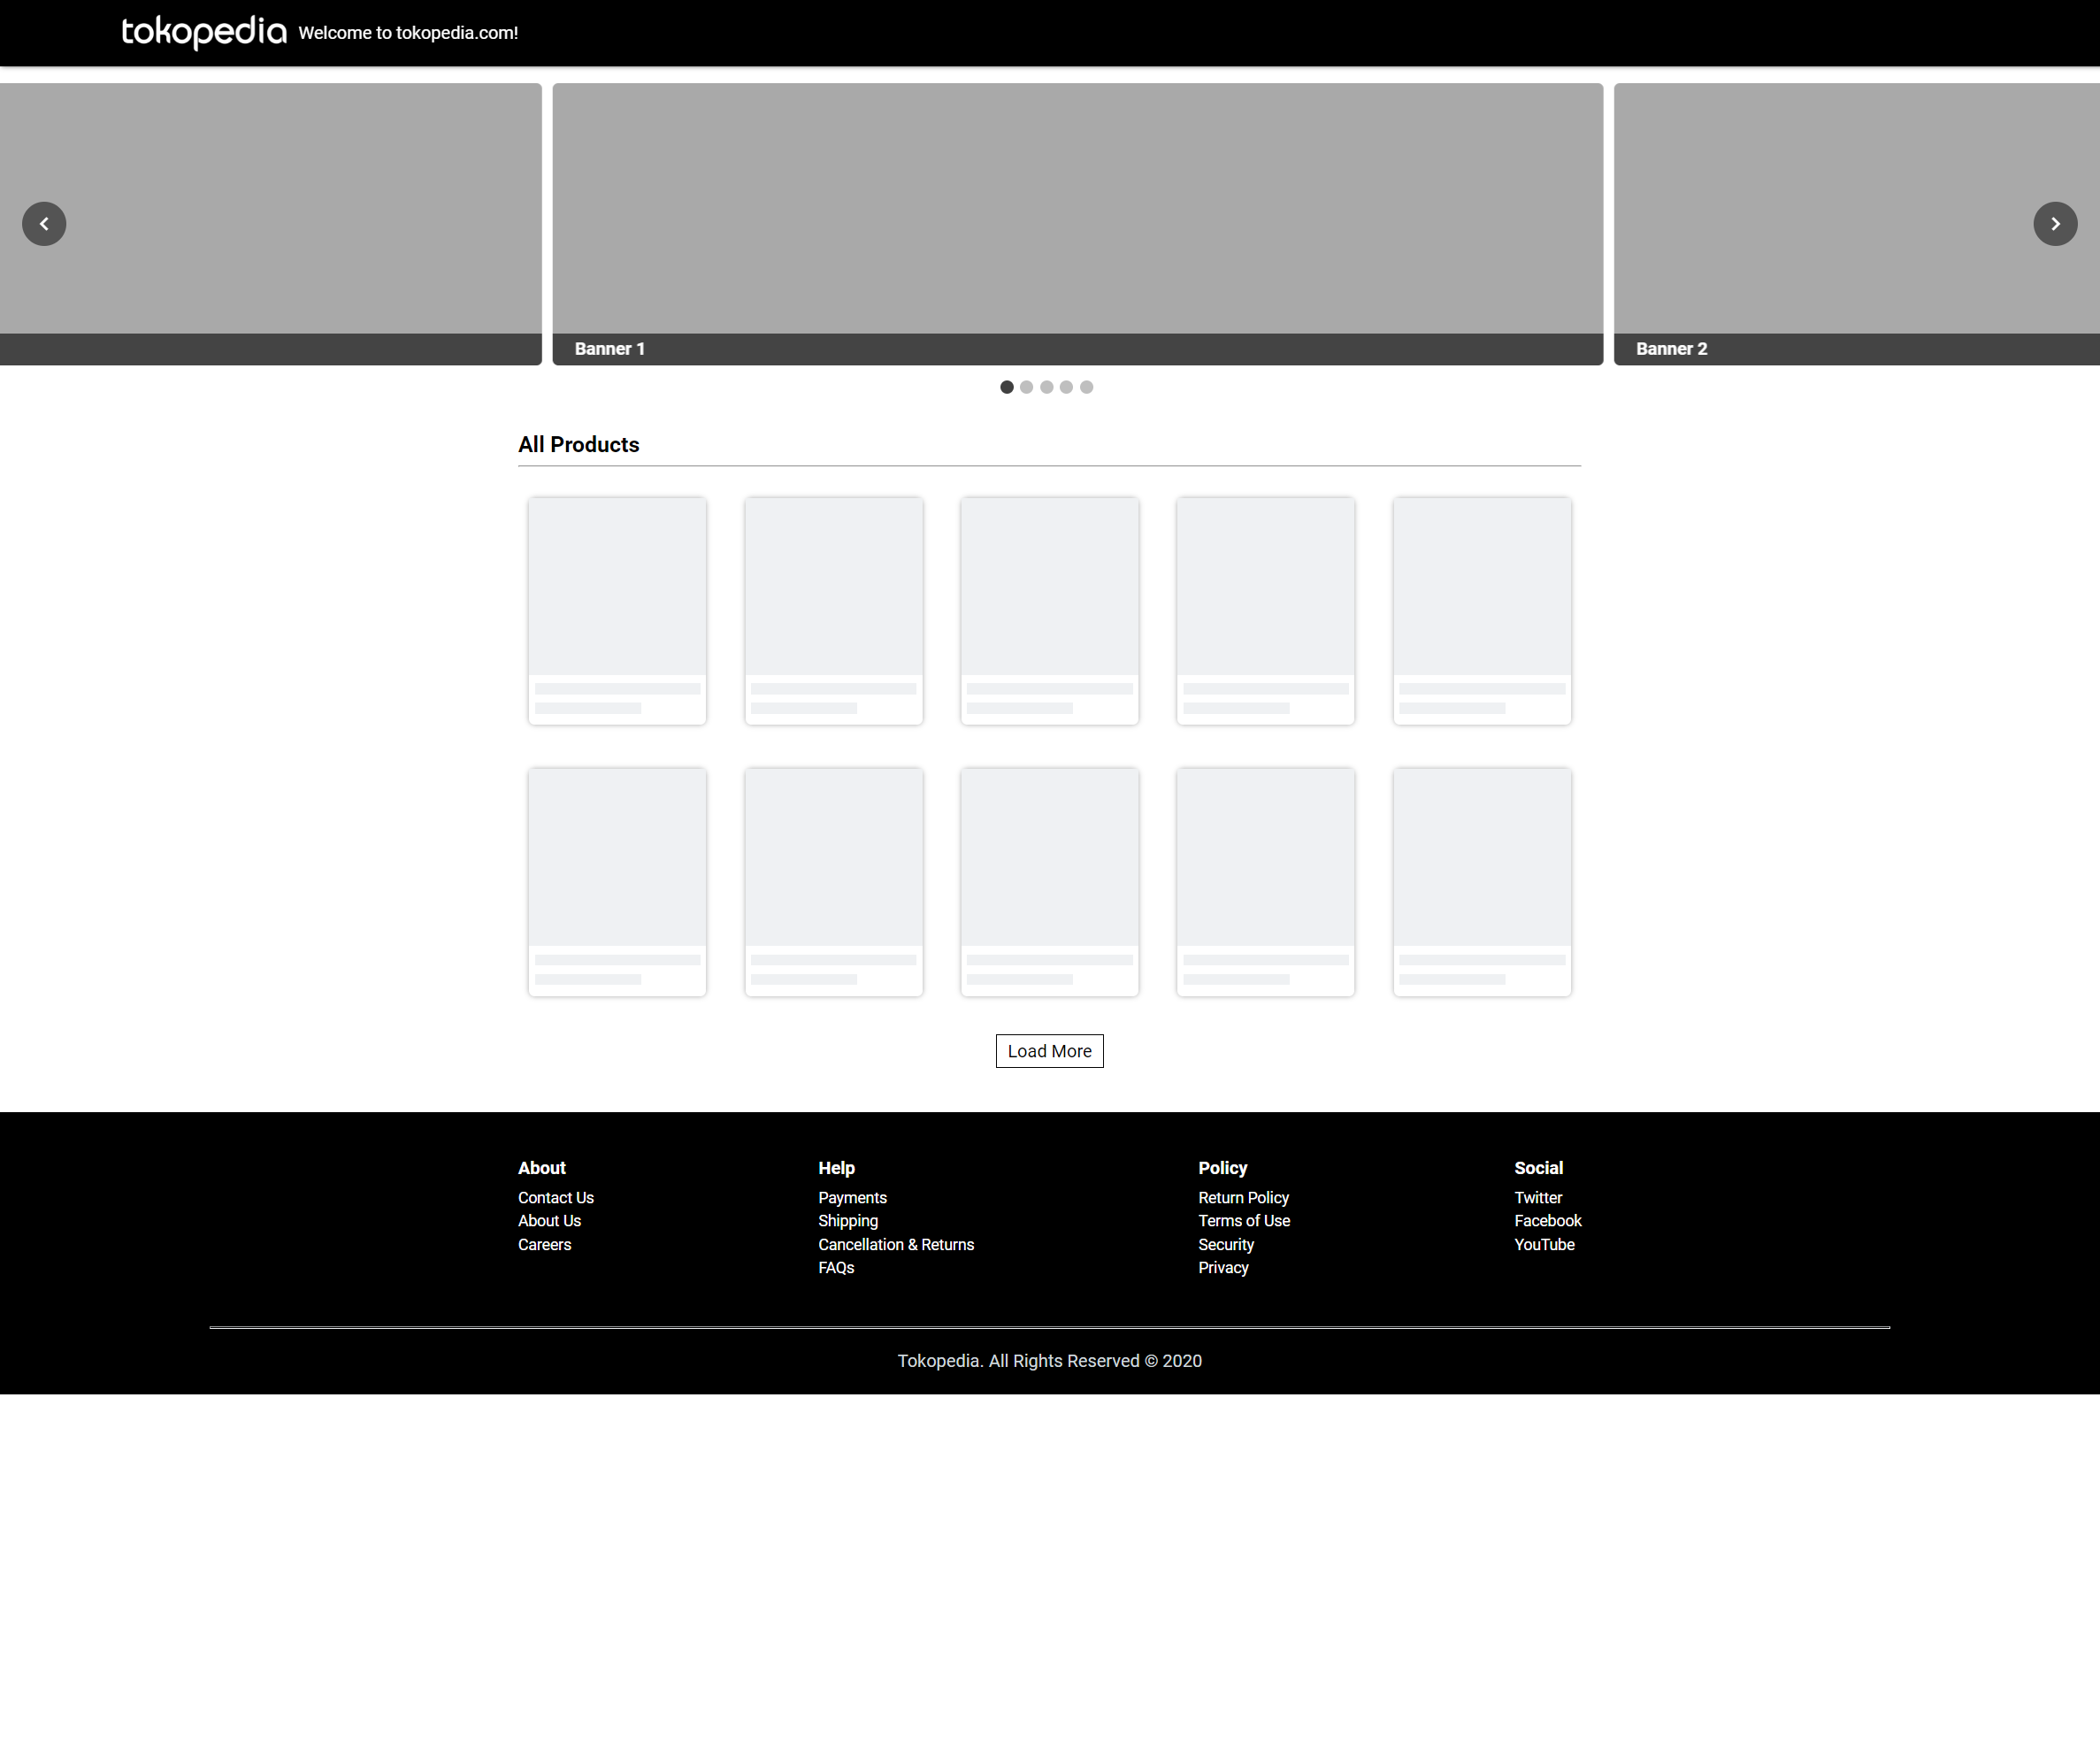 tokopedia Welcome to tokopedia.com!
Banner 1
Banner 2
All Products
Load More
About
Contact Us
About Us
Careers
Help
Payments
Shipping
Cancellation & Returns
FAQs
Policy
Return Policy
Terms of Use
Security
Privacy
Social
Twitter
Facebook
YouTube
Tokopedia. All Rights Reserved © 2020